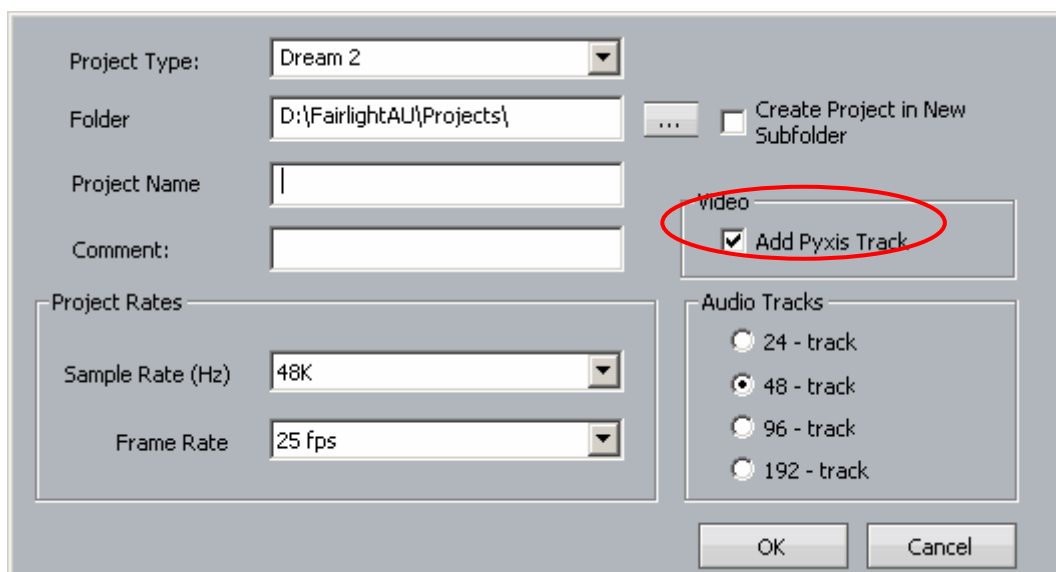 Project Type:
Dream 2
Folder
D:\FairlightAU\Projects\
...
Create Project in New
Subfolder
Project Name
Video
Add Pyxis Track
Comment:
Project Rates
Sample Rate (Hz)
48K
Frame Rate
25 fps
Audio Tracks
24 - track
48 - track
96 - track
192 - track
OK
Cancel